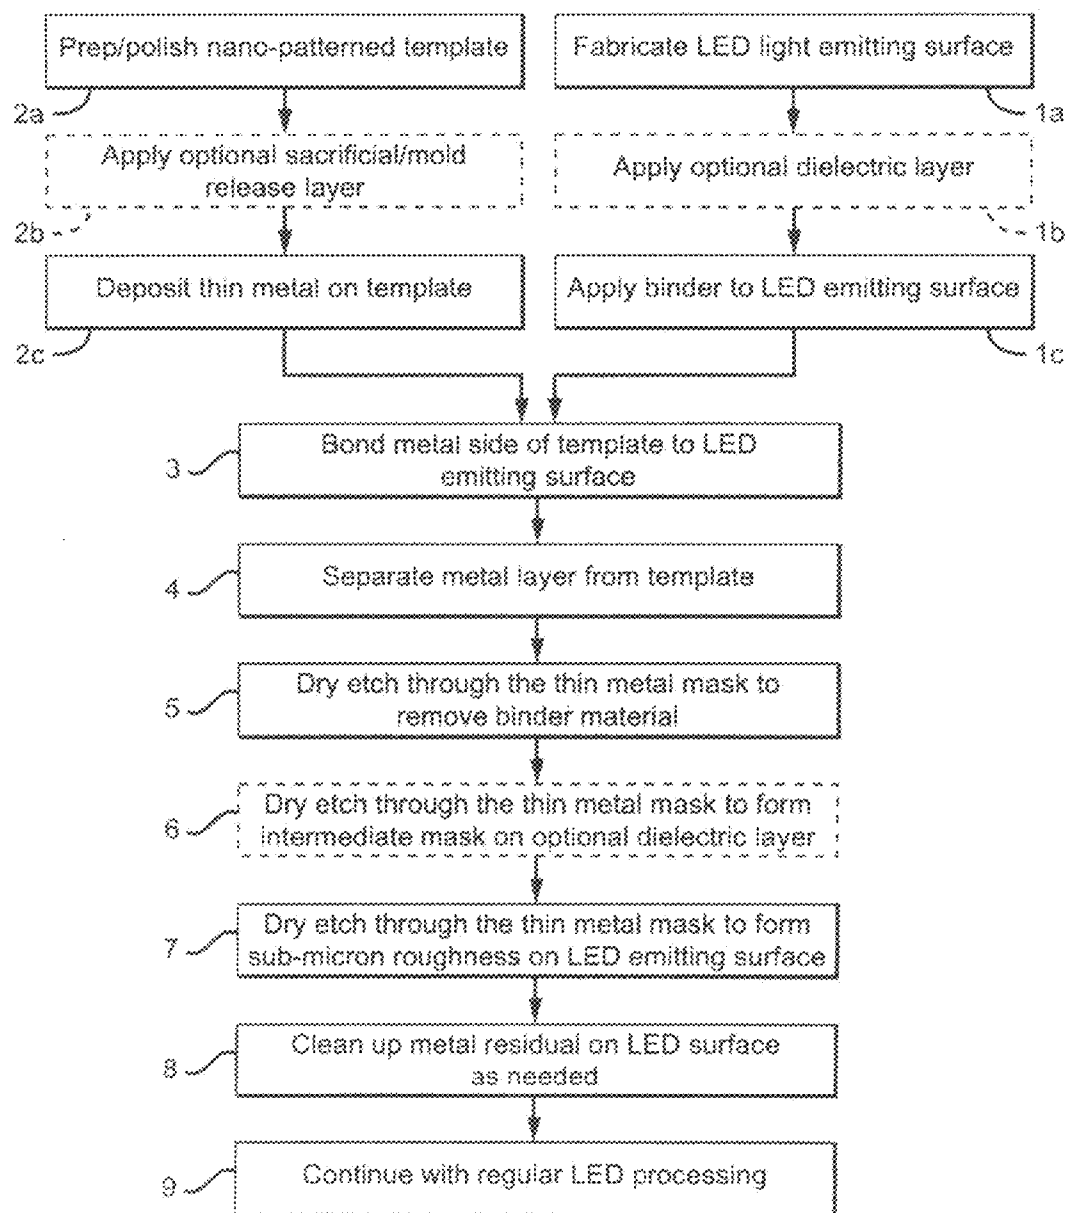 Prep/polish nano-patterned template
2a
Apply optional sacrificial/mold
release layer
2b
Deposit thin metal on template
2c
Fabricate LED light emitting surface
1a
Apply optional dielectric layer
1b
Apply binder to LED emitting surface
1c
3
Bond metal side of template to LED
emitting surface
4
Separate metal layer from template
5
Dry etch through the thin metal mask to
remove binder material
6
Dry etch through the thin metal mask to form
intermediate mask on optional dielectric layer
7
Dry etch through the thin metal mask to form
sub-micron roughness on LED emitting surface
8
Clean up metal residual on LED surface
as needed
9
Continue with regular LED processing